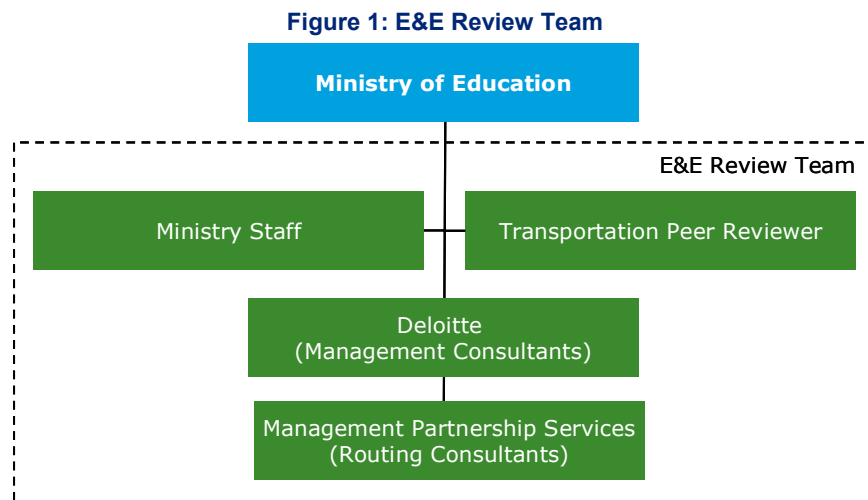 Figure 1: E&E Review Team
Ministry of Education
E&E Review Team
Ministry Staff
Transportation Peer Reviewer
Deloitte
(Management Consultants)
Management Partnership Services
(Routing Consultants)